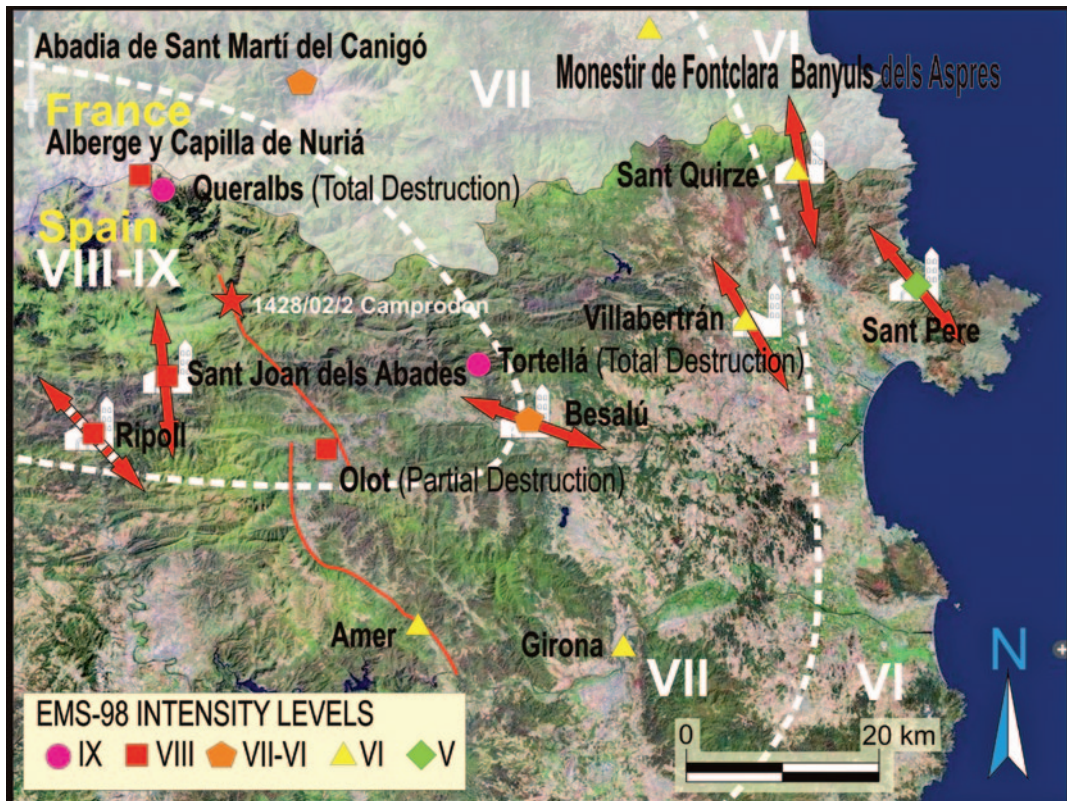 Abadia de Sant Martí del Canigó
VI
Monestir de Fontclara Banyuls dels Aspres
VII
France
Alberge y Capilla de Nuriá
Sant Quirze
Queralbs (Total Destruction)
Spain
VIII-IX
1428/02/2 Camprodon
Villabertrán
Sant Pere
Tortellá (Total Destruction)
Sant Joan dels Abades
Besalú
Ripoll
Olot (Partial Destruction)
Amer
Girona
N
VII
VI
EMS-98 INTENSITY LEVELS
IX VIII VII-VI VI V
0 20 km